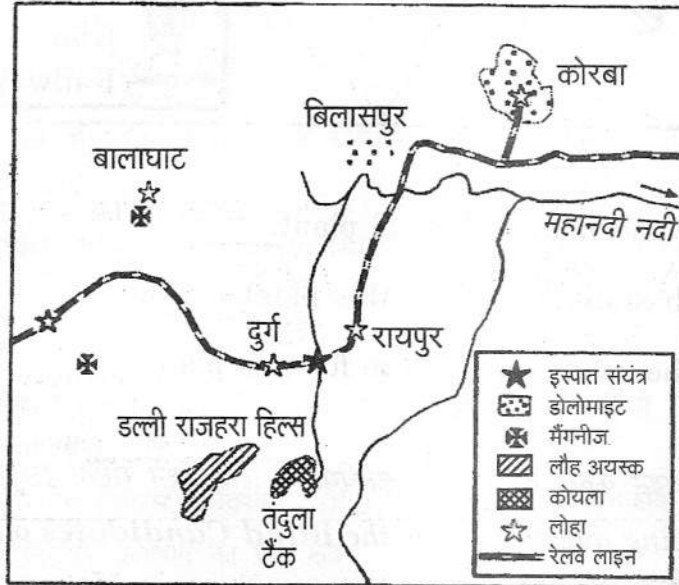 कोरबा
बिलासपुर
बालाघाट
महानदी नदी
दुर्ग
रायपुर
डल्ली राजहरा हिल्स
तंदुला
टैंक
इस्पात संयंत्र
डोलोमाइट
मैंगनीज
लौह अयस्क
कोयला
लोहा
रेलवे लाइन